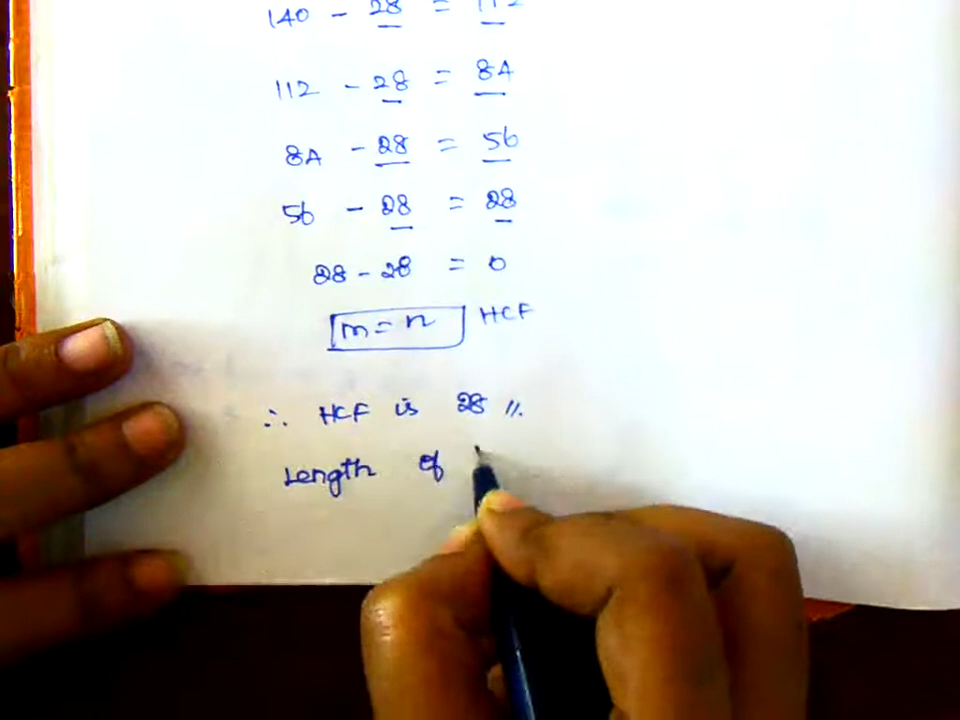 140 - 28 = 112
112 - 28 = 84
84 - 28 = 56
56 - 28 = 28
28 - 28 = 0
m = n HCF
∴ HCF is 28 //.
Length of